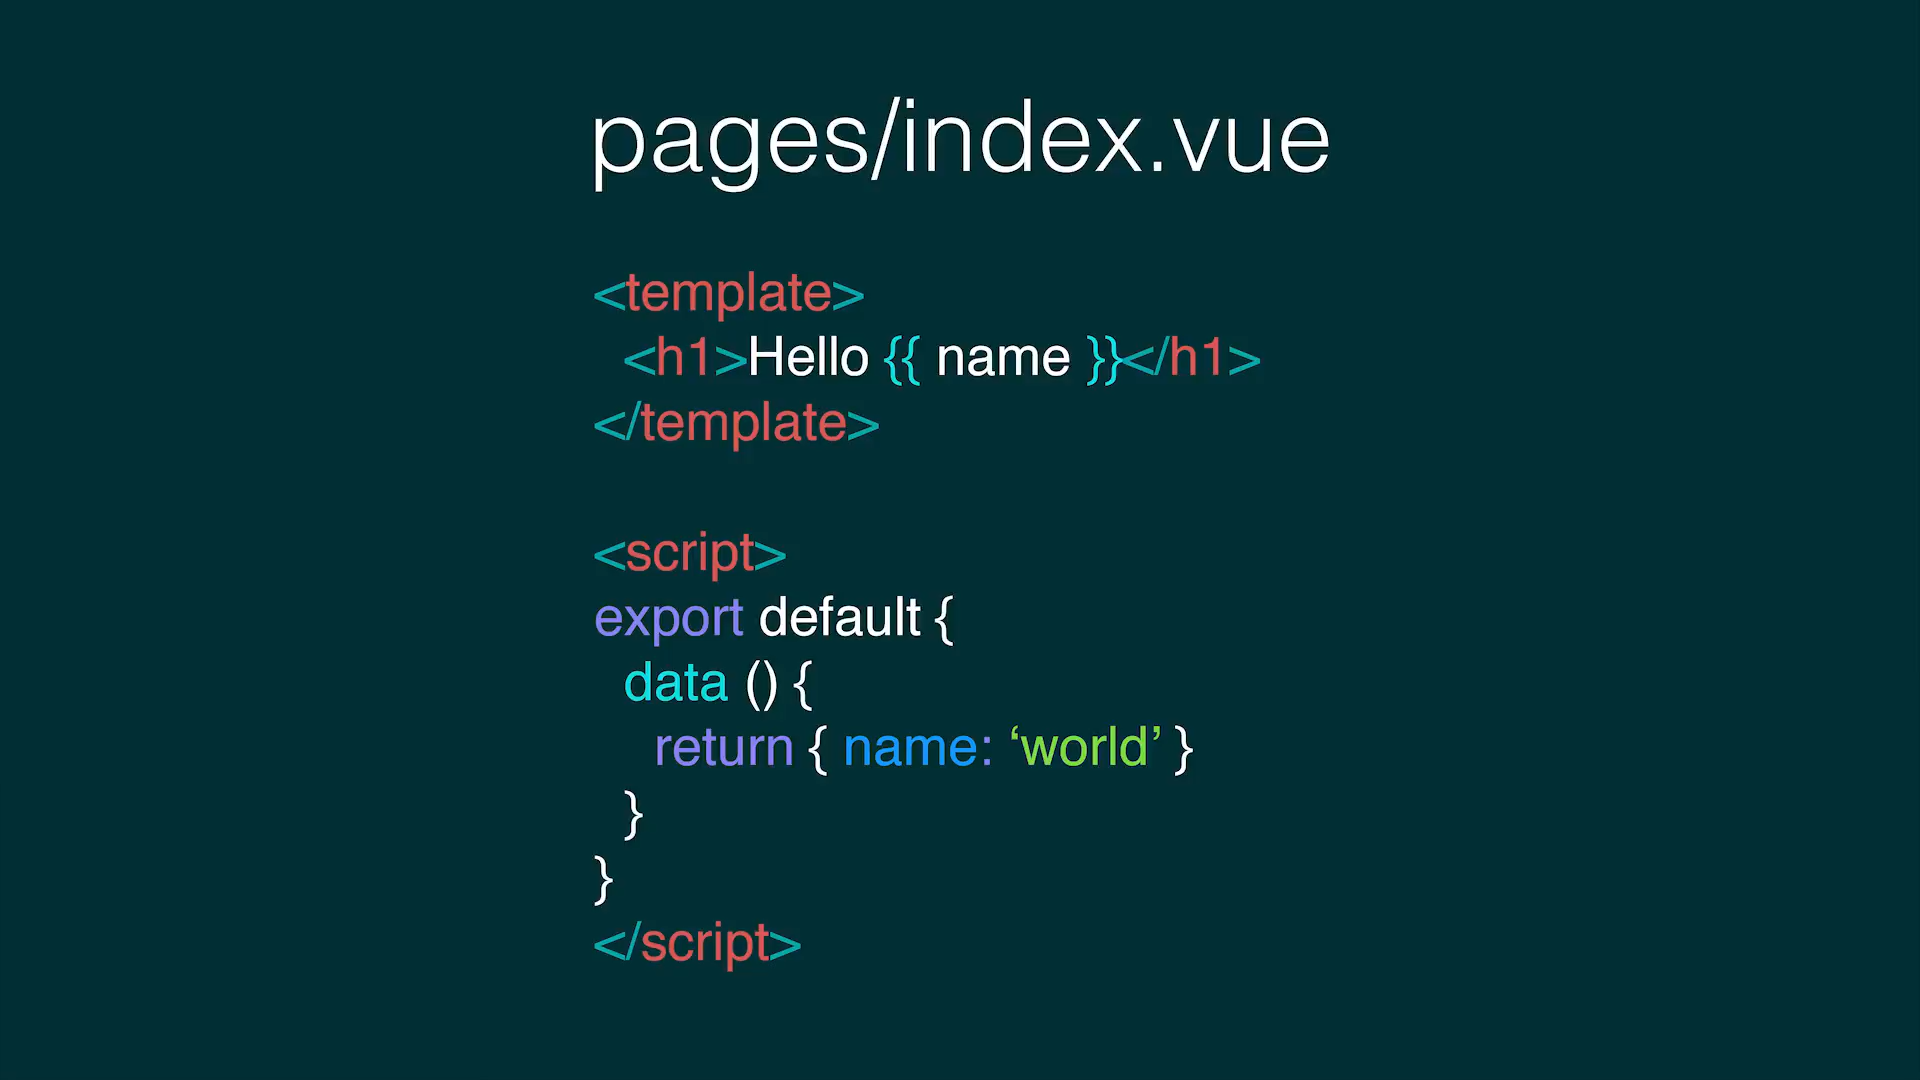 pages/index.vue
<template>
<h1>Hello {{ name }}</h1>
</template>
<script>
export default {
data () {
return { name: ‘world’ }
}
}
</script>